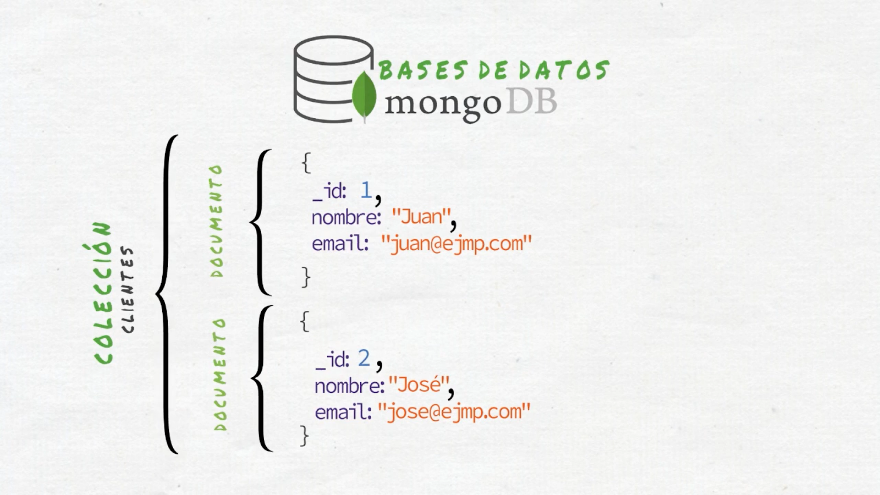 BASES DE DATOS
mongoDB
COLECCIÓN
CLIENTES
DOCUMENTO
{
_id: 1,
nombre: "Juan",
email: "juan@ejmp.com"
}
DOCUMENTO
{
_id: 2,
nombre:"José",
email: "jose@ejmp.com"
}